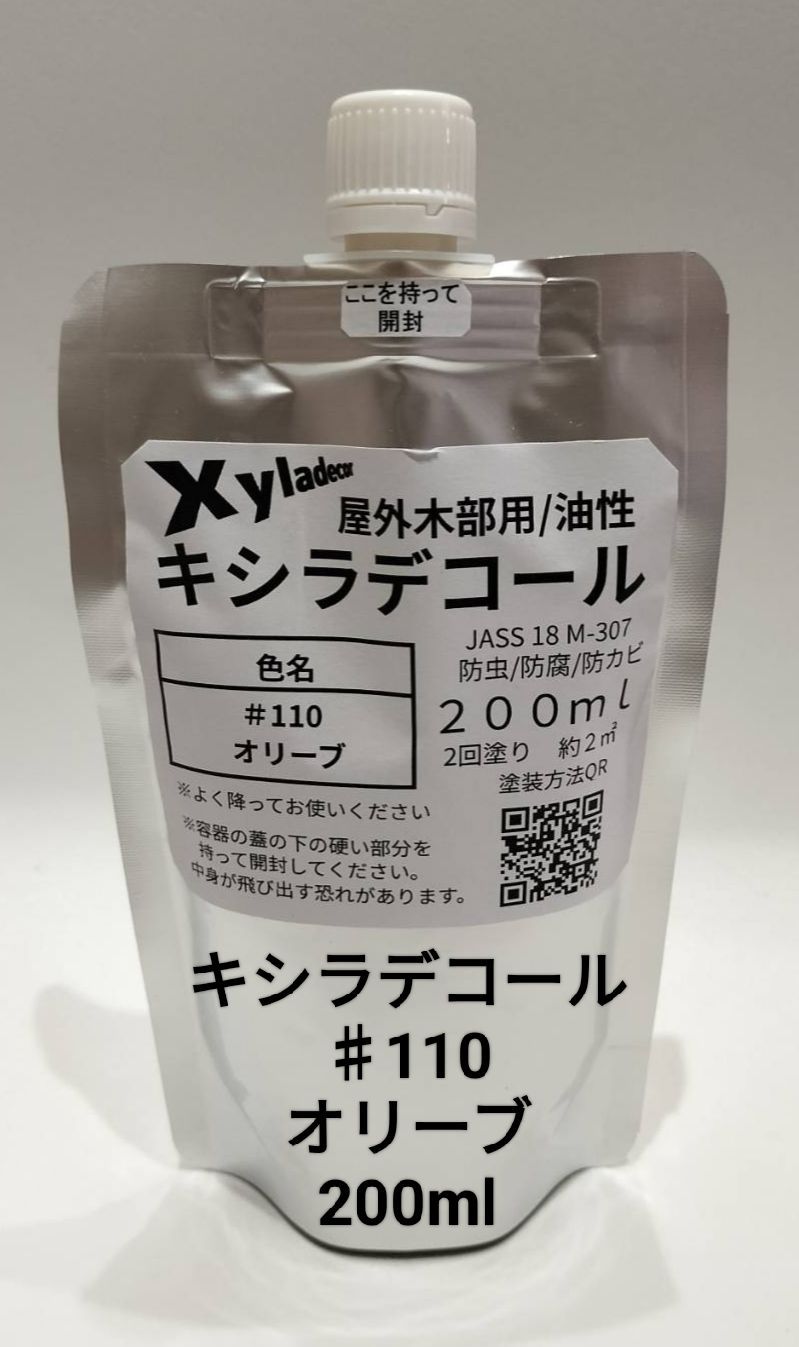 ここを持って
開封
Xyladecor
屋外木部用/油性
キシラデコール
JASS 18 M-307
防虫/防腐/防カビ
色名
#110
オリーブ
200ml
2回塗り 約2㎡
塗装方法QR
※よく降ってお使いください
※容器の蓋の下の硬い部分を
持って開封してください。
中身が飛び出す恐れがあります。
キシラデコール
#110
オリーブ
200ml